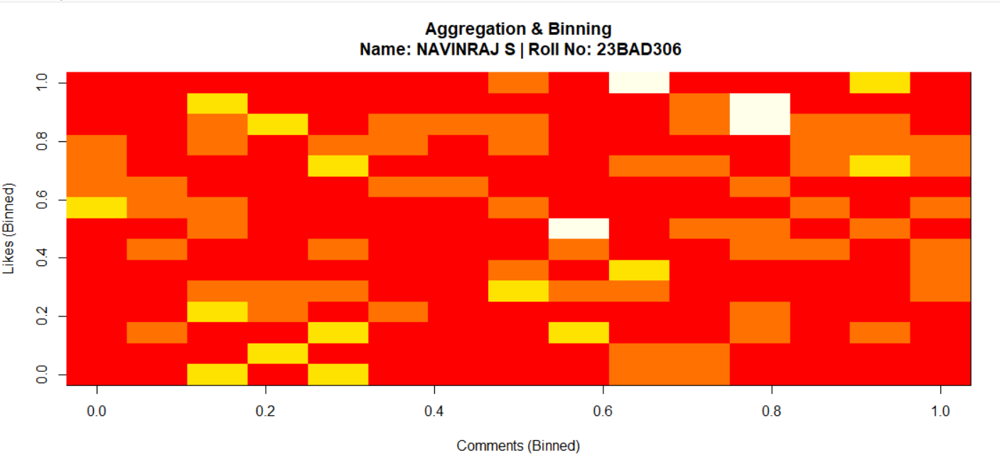 Aggregation & Binning
Name: NAVINRAJ S | Roll No: 23BAD306
1.0
0.8
0.6
0.4
0.2
0.0
Likes (Binned)
0.0 0.2 0.4 0.6 0.8 1.0
Comments (Binned)